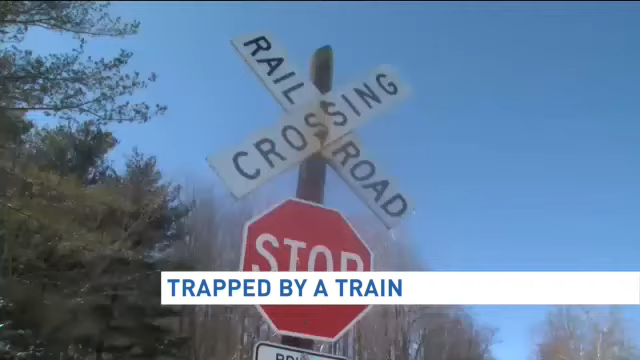 RAIL ROAD
CROSSING
STOP
TRAPPED BY A TRAIN